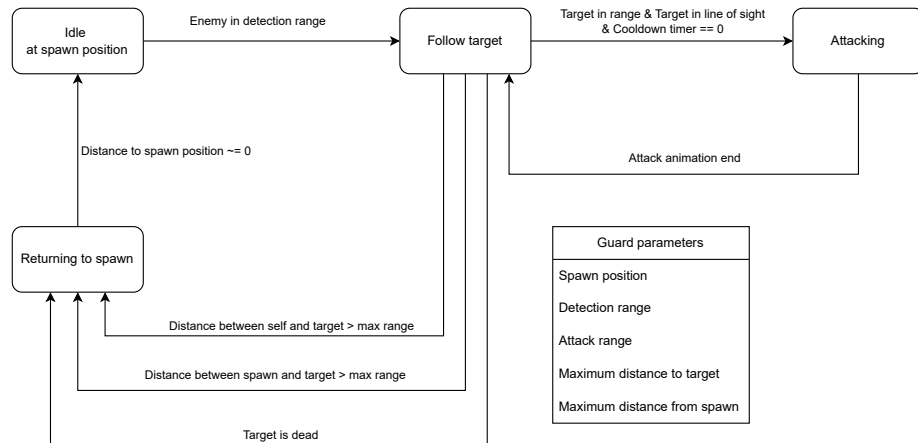 Idle
at spawn position
Enemy in detection range
Follow target
Target in range & Target in line of sight
& Cooldown timer == 0
Attacking
Distance to spawn position ~= 0
Attack animation end
Returning to spawn
Distance between self and target > max range
Distance between spawn and target > max range
Target is dead
Guard parameters
Spawn position
Detection range
Attack range
Maximum distance to target
Maximum distance from spawn